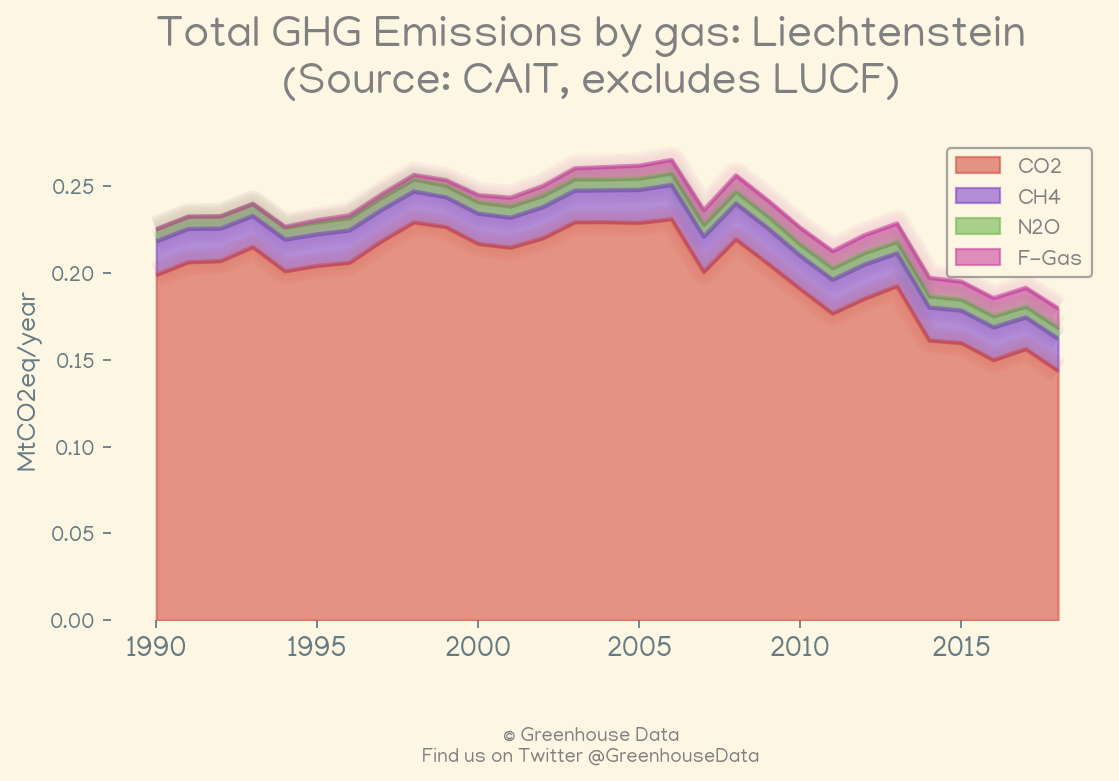 Total GHG Emissions by gas: Liechtenstein
(Source: CAIT, excludes LUCF)
MtCO2eq/year
0.25
0.20
0.15
0.10
0.05
0.00
CO2
CH4
N2O
F-Gas
1990
1995
2000
2005
2010
2015
© Greenhouse Data
Find us on Twitter @GreenhouseData